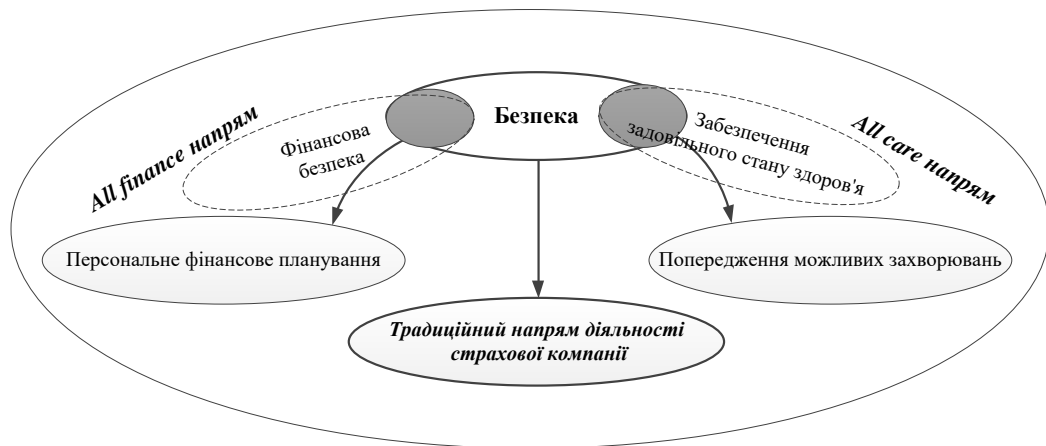 Безпека
All finance напрям
Фінансова
безпека
Забезпечення
задовільного стану здоров'я
All care напрям
Персональне фінансове планування
Попередження можливих захворювань
Традиційний напрям діяльності
страхової компанії